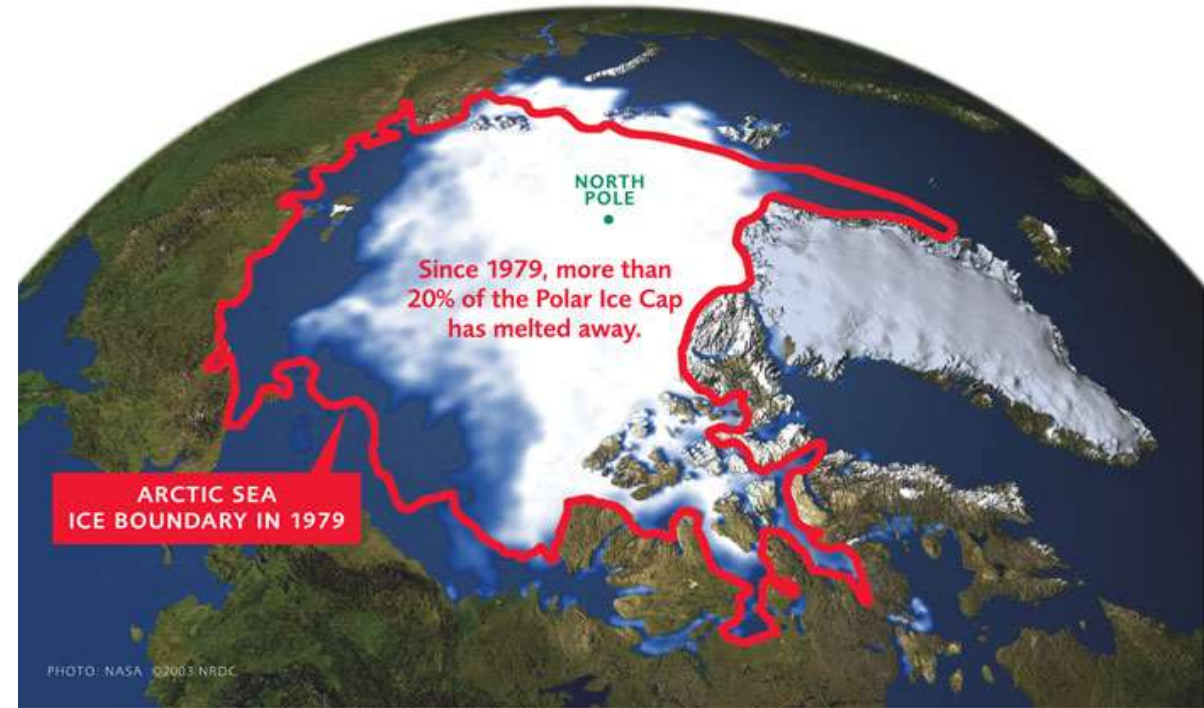 NORTH
POLE
Since 1979, more than
20% of the Polar Ice Cap
has melted away.
ARCTIC SEA
ICE BOUNDARY IN 1979
PHOTO: NASA ©2003 NRDC